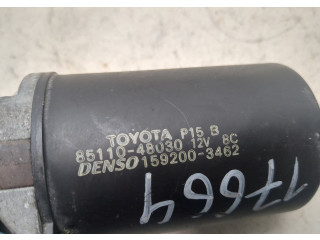 TOYOTA P15 B
85110-48030 12V 8C
DENSO 159200-3462
17664